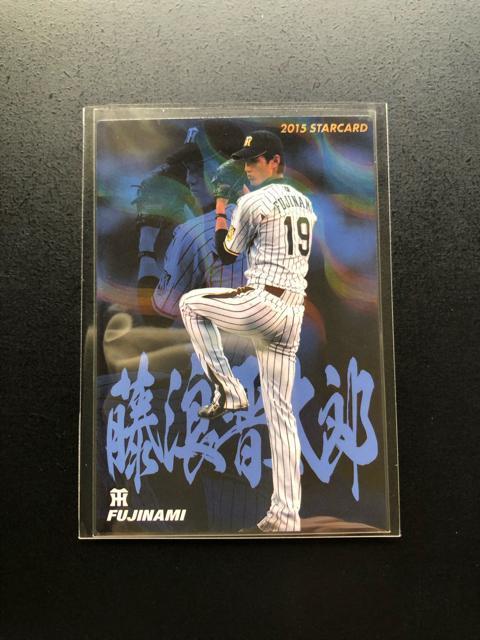 2015 STARCARD
FUJINAMI
19
藤浪晋太郎
FUJINAMI